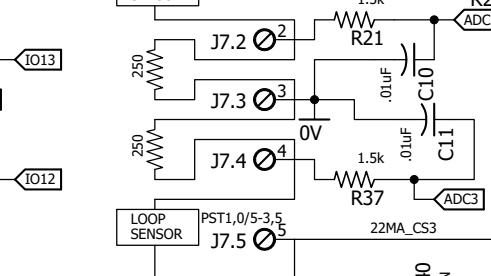 1.5k
R2
ADC
J7.2
2
R21
IO13
250
.01uF
C10
J7.3
3
0V
.01uF
C11
250
J7.4
4
1.5k
IO12
R37
ADC3
LOOP
SENSOR
PST1,0/5-3,5
J7.5
5
22MA_CS3